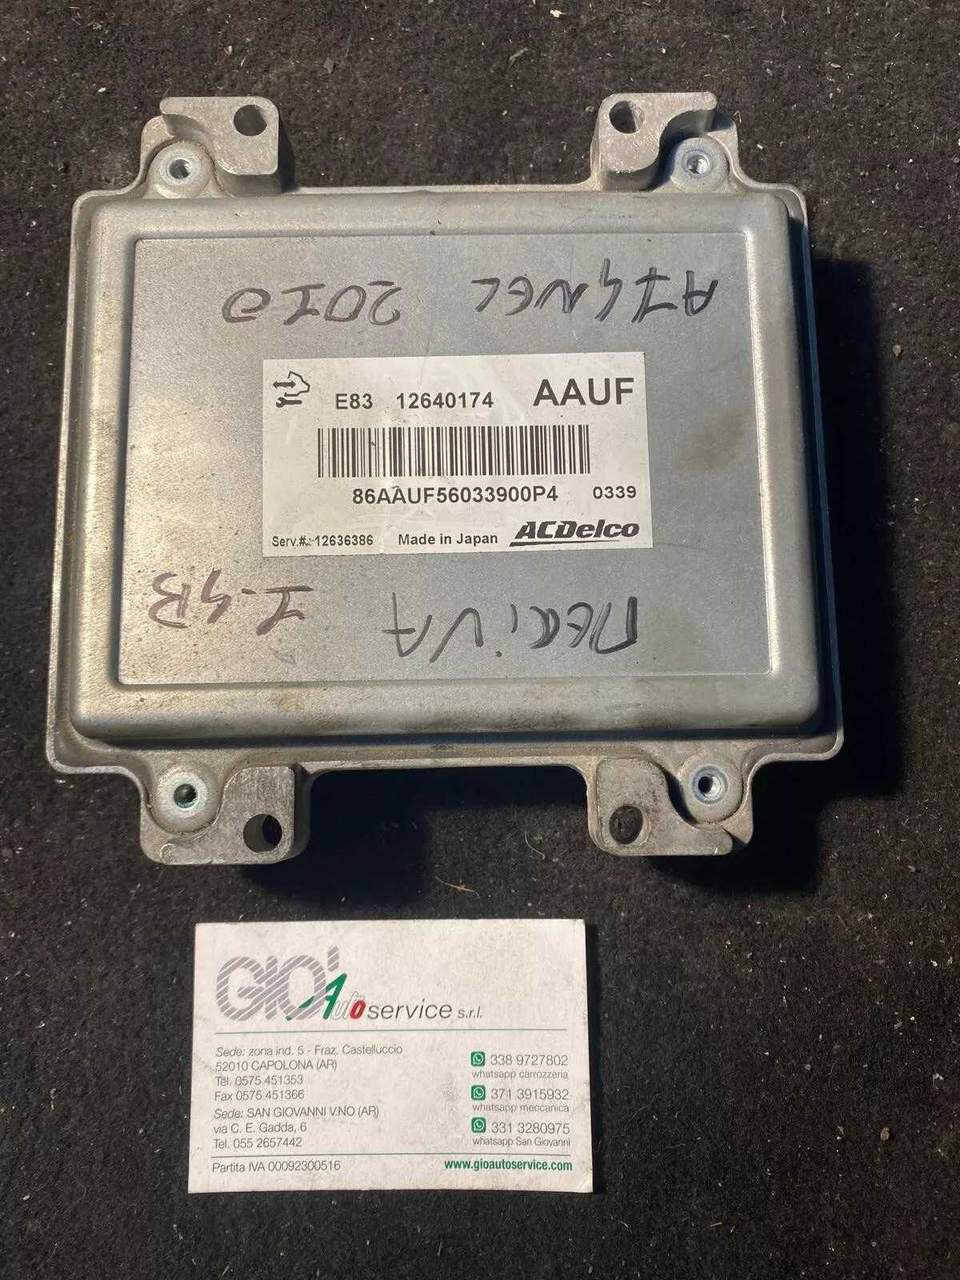 A14NEL 2010
E83 12640174 AAUF
86AAUF56033900P4 0339
Serv.#.: 12636386 Made in Japan ACDelco
MERIVA 1.4B
GIO' Autoservice s.r.l.
Sede: zona ind. 5 - Fraz. Castelluccio
52010 CAPOLONA (AR)
Tel. 0575 451353
Fax 0575 451366
Sede: SAN GIOVANNI V.NO (AR)
via C. E. Gadda, 6
Tel. 055 2657442
338 9727802
whatsapp carrozzeria
371 3915932
whatsapp meccanica
331 3280975
whatsapp San Giovanni
Partita IVA 00092300516
www.gioautoservice.com